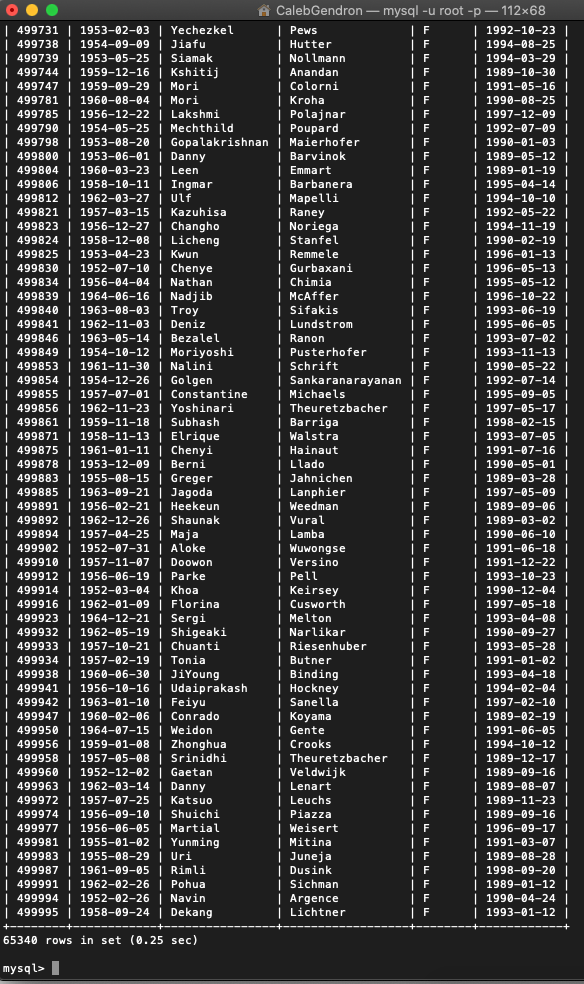 CalebGendron — mysql -u root -p — 112×68
| 499731 | 1953-02-03 | Yechezkel | Pews | F | 1992-10-23 |
| 499738 | 1954-09-09 | Jiafu | Hutter | F | 1994-08-29 |
| 499739 | 1953-05-25 | Siamak | Nollmann | F | 1994-08-25 |
| 499744 | 1959-12-16 | Kshitij | Anandan | F | 1989-10-30 |
| 499747 | 1959-09-29 | Mori | Colorni | F | 1991-05-16 |
| 499781 | 1960-08-04 | Mori | Kroha | F | 1990-08-25 |
| 499785 | 1956-12-22 | Lakshmi | Polajnar | F | 1997-12-09 |
| 499790 | 1954-05-25 | Mechthild | Poupard | F | 1992-07-09 |
| 499798 | 1953-08-20 | Gopalakrishnan | Maierhofer | F | 1990-01-03 |
| 499800 | 1953-06-01 | Danny | Barvinok | F | 1989-05-12 |
| 499804 | 1960-03-23 | Leen | Emmart | F | 1989-01-19 |
| 499806 | 1958-10-11 | Ingmar | Barbanera | F | 1995-04-14 |
| 499812 | 1962-03-27 | Ulf | Mapelli | F | 1994-10-10 |
| 499821 | 1957-03-15 | Kazuhisa | Raney | F | 1992-05-22 |
| 499823 | 1956-12-27 | Changho | Noriega | F | 1994-11-19 |
| 499824 | 1958-12-08 | Licheng | Stanfel | F | 1990-02-19 |
| 499825 | 1953-04-23 | Kwun | Remmele | F | 1996-01-13 |
| 499830 | 1952-07-10 | Chenye | Gurbaxani | F | 1996-05-13 |
| 499834 | 1956-04-04 | Nathan | Chimia | F | 1995-05-12 |
| 499839 | 1964-06-16 | Nadjib | McAffer | F | 1996-10-22 |
| 499840 | 1963-08-03 | Troy | Sifakis | F | 1993-06-19 |
| 499841 | 1962-11-03 | Deniz | Lundstrom | F | 1995-06-05 |
| 499846 | 1963-05-14 | Bezalel | Ranon | F | 1993-07-02 |
| 499849 | 1954-10-12 | Moriyoshi | Pusterhofer | F | 1993-11-13 |
| 499853 | 1961-11-30 | Nalini | Schrift | F | 1990-05-22 |
| 499854 | 1954-12-26 | Golgen | Sankaranarayanan | F | 1992-07-14 |
| 499855 | 1957-07-01 | Constantine | Michaels | F | 1995-09-05 |
| 499856 | 1962-11-23 | Yoshinari | Theuretzbacher | F | 1997-05-17 |
| 499861 | 1959-11-18 | Subhash | Barriga | F | 1998-02-15 |
| 499871 | 1958-11-13 | Elrique | Walstra | F | 1993-07-05 |
| 499875 | 1961-01-11 | Chenyi | Hainaut | F | 1991-07-16 |
| 499878 | 1953-12-09 | Berni | Llado | F | 1990-05-01 |
| 499883 | 1955-08-15 | Greger | Jahnichen | F | 1989-03-28 |
| 499885 | 1963-09-21 | Jagoda | Lanphier | F | 1997-05-09 |
| 499891 | 1956-02-21 | Heekeun | Weedman | F | 1989-09-06 |
| 499892 | 1962-12-26 | Shaunak | Vural | F | 1989-03-02 |
| 499894 | 1957-04-25 | Maja | Lamba | F | 1990-06-10 |
| 499902 | 1952-07-31 | Aloke | Wuwongse | F | 1991-06-18 |
| 499910 | 1957-11-07 | Doowon | Versino | F | 1991-12-22 |
| 499912 | 1956-06-19 | Parke | Pell | F | 1993-10-23 |
| 499914 | 1952-03-04 | Khoa | Keirsey | F | 1990-12-04 |
| 499916 | 1962-01-09 | Florina | Cusworth | F | 1997-05-18 |
| 499923 | 1964-12-21 | Sergi | Melton | F | 1993-04-08 |
| 499932 | 1962-05-19 | Shigeaki | Narlikar | F | 1990-09-27 |
| 499933 | 1957-10-21 | Chuanti | Riesenhuber | F | 1993-05-28 |
| 499934 | 1957-02-19 | Tonia | Butner | F | 1991-01-02 |
| 499938 | 1960-06-30 | JiYoung | Binding | F | 1993-04-18 |
| 499941 | 1956-10-16 | Udaiprakash | Hockney | F | 1994-02-04 |
| 499942 | 1963-01-10 | Feiyu | Sanella | F | 1997-02-10 |
| 499947 | 1960-02-06 | Conrado | Koyama | F | 1989-02-19 |
| 499950 | 1964-07-15 | Weidon | Gente | F | 1991-06-05 |
| 499956 | 1959-01-08 | Zhonghua | Crooks | F | 1994-10-12 |
| 499958 | 1957-05-08 | Srinidhi | Theuretzbacher | F | 1989-12-17 |
| 499960 | 1952-12-02 | Gaetan | Veldwijk | F | 1989-09-16 |
| 499963 | 1962-03-14 | Danny | Lenart | F | 1989-08-07 |
| 499972 | 1957-07-25 | Katsuo | Leuchs | F | 1989-11-23 |
| 499974 | 1956-09-10 | Shuichi | Piazza | F | 1989-09-16 |
| 499977 | 1956-06-05 | Martial | Weisert | F | 1996-09-17 |
| 499981 | 1955-01-02 | Yunming | Mitina | F | 1991-03-07 |
| 499983 | 1955-08-29 | Uri | Juneja | F | 1989-08-28 |
| 499987 | 1961-09-05 | Rimli | Dusink | F | 1998-09-20 |
| 499991 | 1962-02-26 | Pohua | Sichman | F | 1989-01-12 |
| 499994 | 1952-02-26 | Navin | Argence | F | 1990-04-24 |
| 499995 | 1958-09-24 | Dekang | Lichtner | F | 1993-01-12 |
+--------+------------+----------------+------------------+--------+------------+
65340 rows in set (0.25 sec)
mysql>